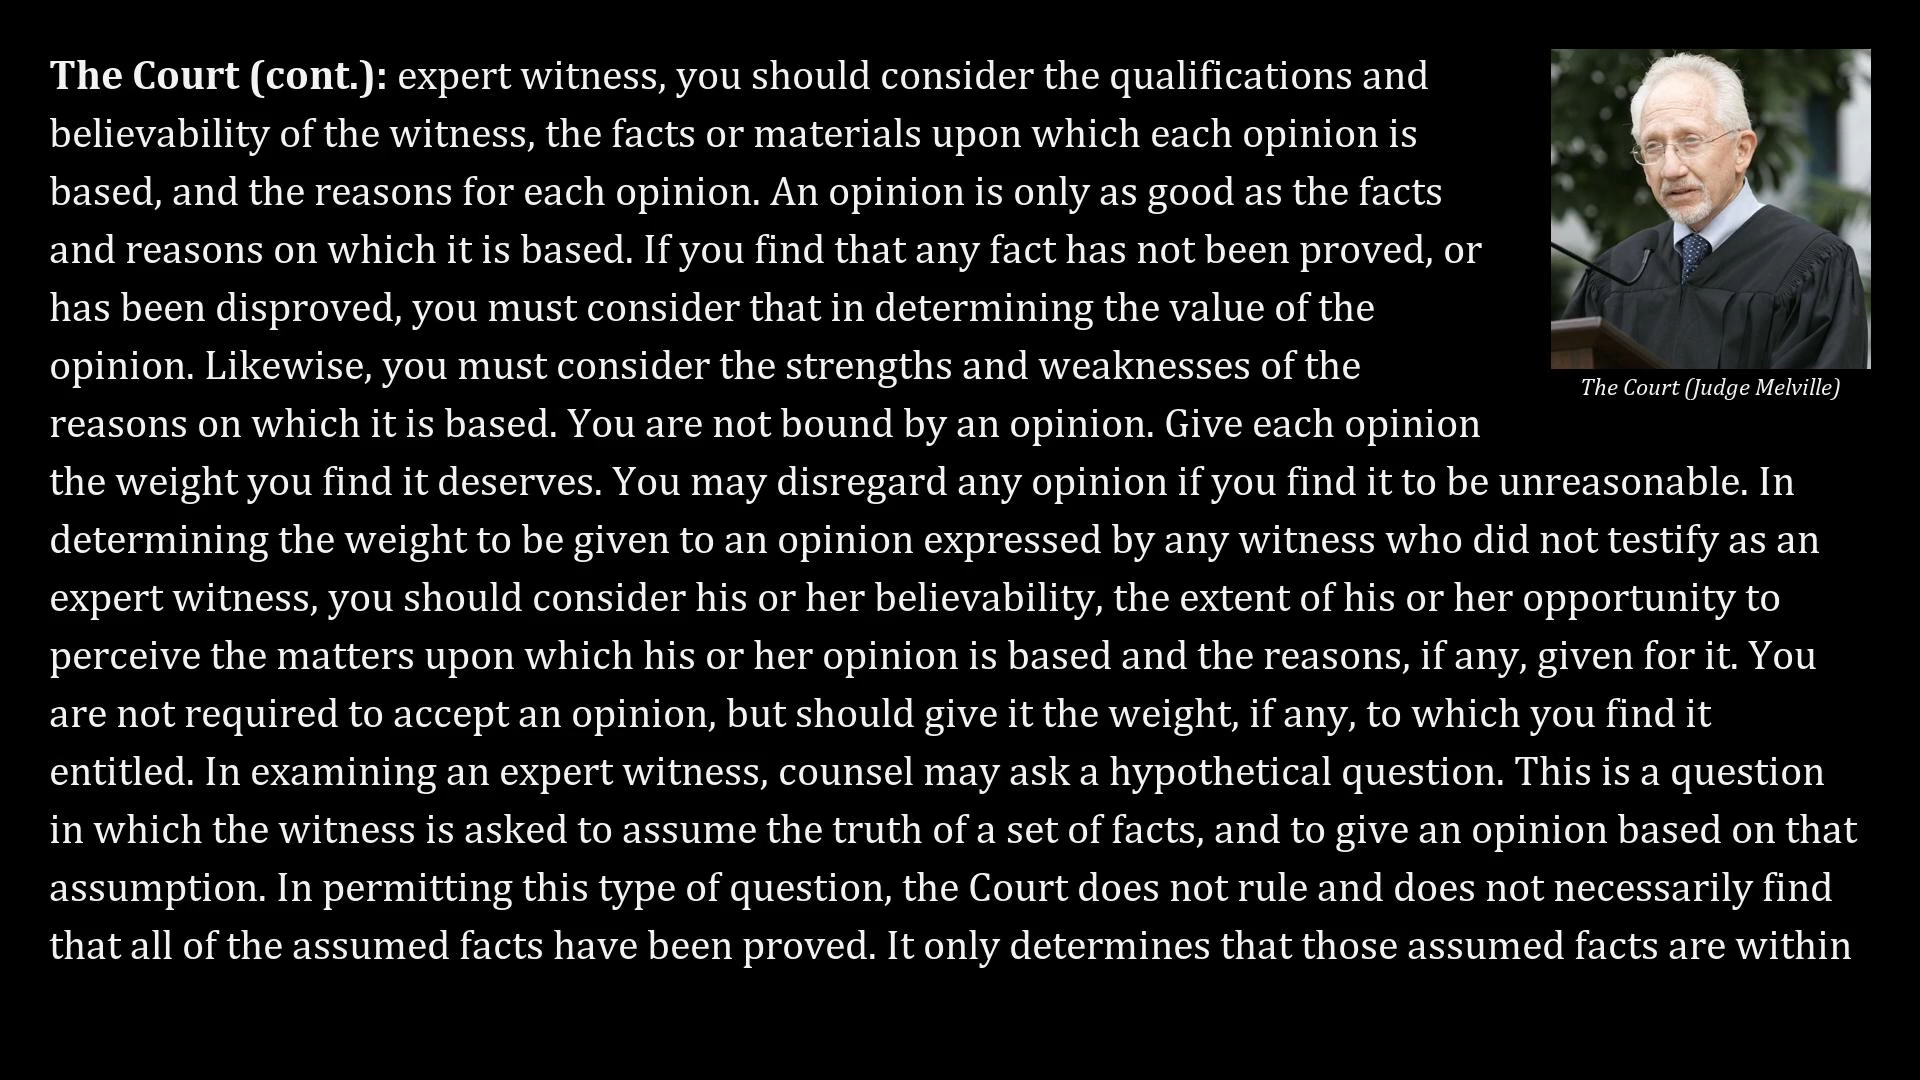 The Court (cont.): expert witness, you should consider the qualifications and
believability of the witness, the facts or materials upon which each opinion is
based, and the reasons for each opinion. An opinion is only as good as the facts
and reasons on which it is based. If you find that any fact has not been proved, or
has been disproved, you must consider that in determining the value of the
opinion. Likewise, you must consider the strengths and weaknesses of the
reasons on which it is based. You are not bound by an opinion. Give each opinion
the weight you find it deserves. You may disregard any opinion if you find it to be unreasonable. In
determining the weight to be given to an opinion expressed by any witness who did not testify as an
expert witness, you should consider his or her believability, the extent of his or her opportunity to
perceive the matters upon which his or her opinion is based and the reasons, if any, given for it. You
are not required to accept an opinion, but should give it the weight, if any, to which you find it
entitled. In examining an expert witness, counsel may ask a hypothetical question. This is a question
in which the witness is asked to assume the truth of a set of facts, and to give an opinion based on that
assumption. In permitting this type of question, the Court does not rule and does not necessarily find
that all of the assumed facts have been proved. It only determines that those assumed facts are within
The Court (Judge Melville)